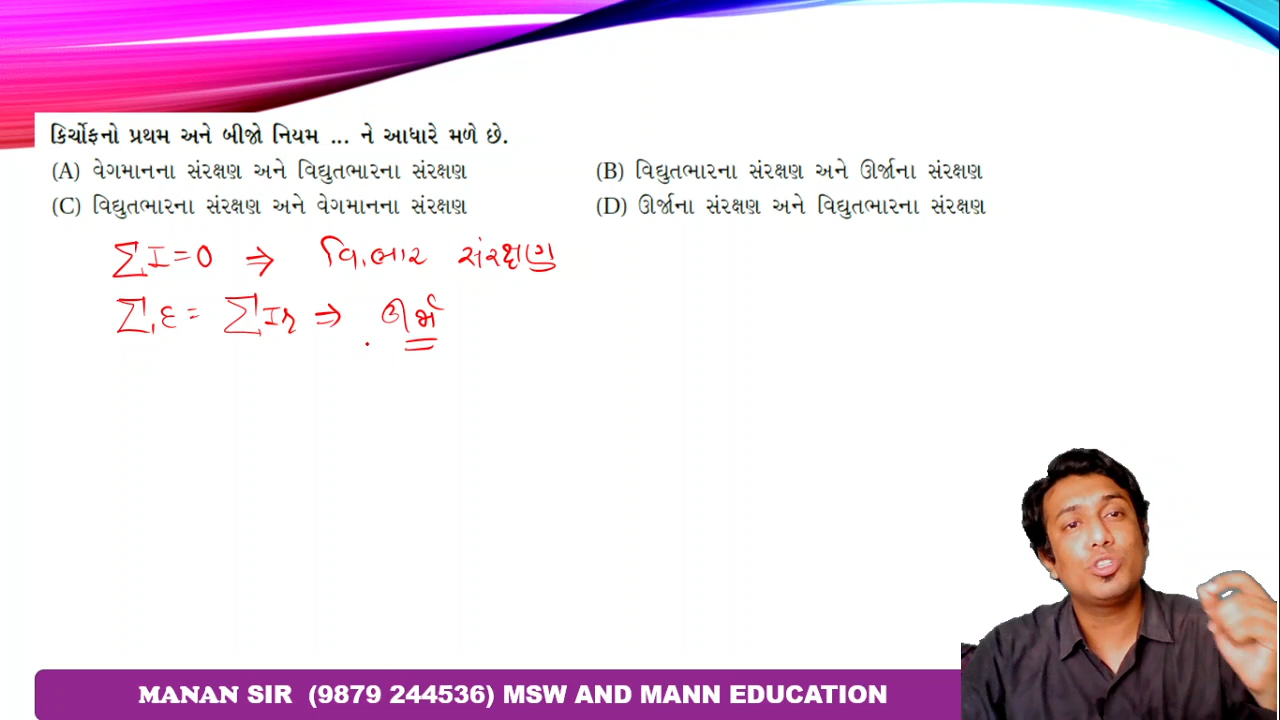 કિર્ચોફનો પ્રથમ અને બીજો નિયમ ... ને આધારે મળે છે.
(A) વેગમાનના સંરક્ષણ અને વિદ્યુતભારના સંરક્ષણ
(B) વિદ્યુતભારના સંરક્ષણ અને ઊર્જાના સંરક્ષણ
(C) વિદ્યુતભારના સંરક્ષણ અને વેગમાનના સંરક્ષણ
(D) ઊર્જાના સંરક્ષણ અને વિદ્યુતભારના સંરક્ષણ
∑I=0 ⇒ વિ.ભાર સંરક્ષણ
∑ε = ∑Ir ⇒ ઊર્જા
MANAN SIR (9879 244536) MSW AND MANN EDUCATION